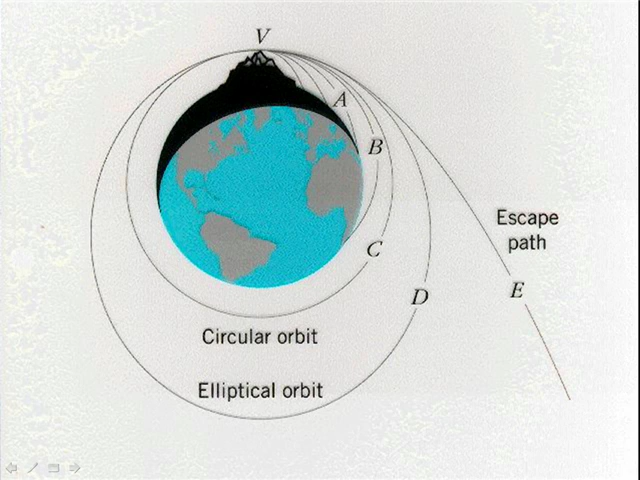 V
A
B
Escape
path
C
D
E
Circular orbit
Elliptical orbit